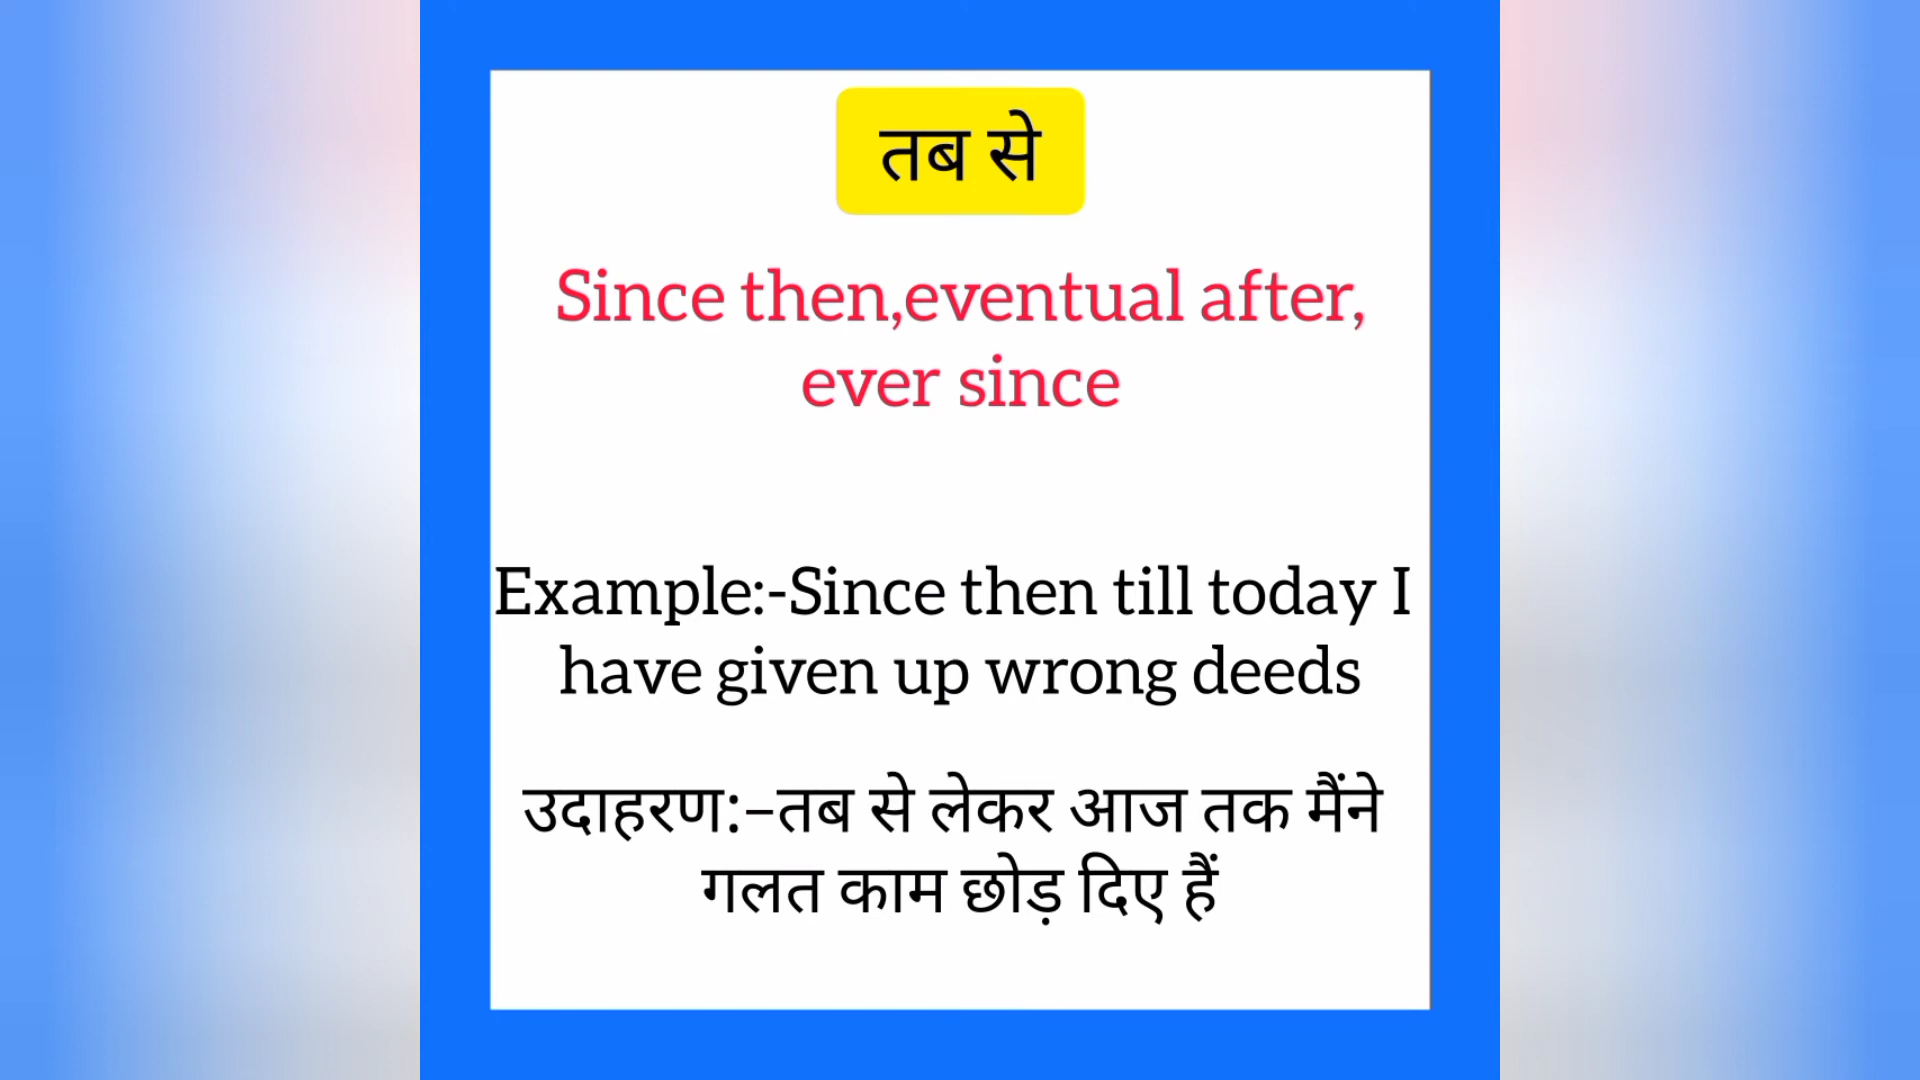 तब से
Since then,eventual after,
ever since
Example:-Since then till today I
have given up wrong deeds
उदाहरण:–तब से लेकर आज तक मैंने
गलत काम छोड़ दिए हैं